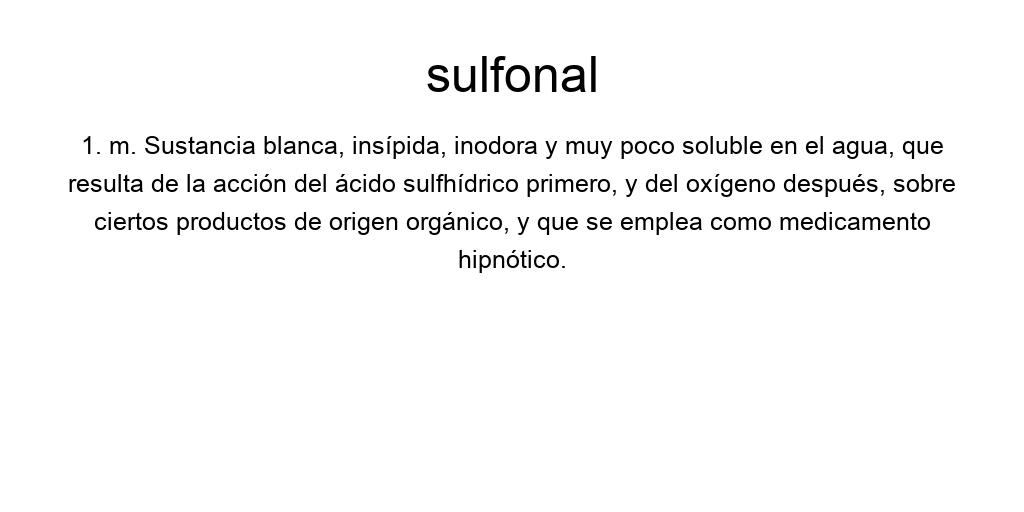 sulfonal
1. m. Sustancia blanca, insípida, inodora y muy poco soluble en el agua, que
resulta de la acción del ácido sulfhídrico primero, y del oxígeno después, sobre
ciertos productos de origen orgánico, y que se emplea como medicamento
hipnótico.